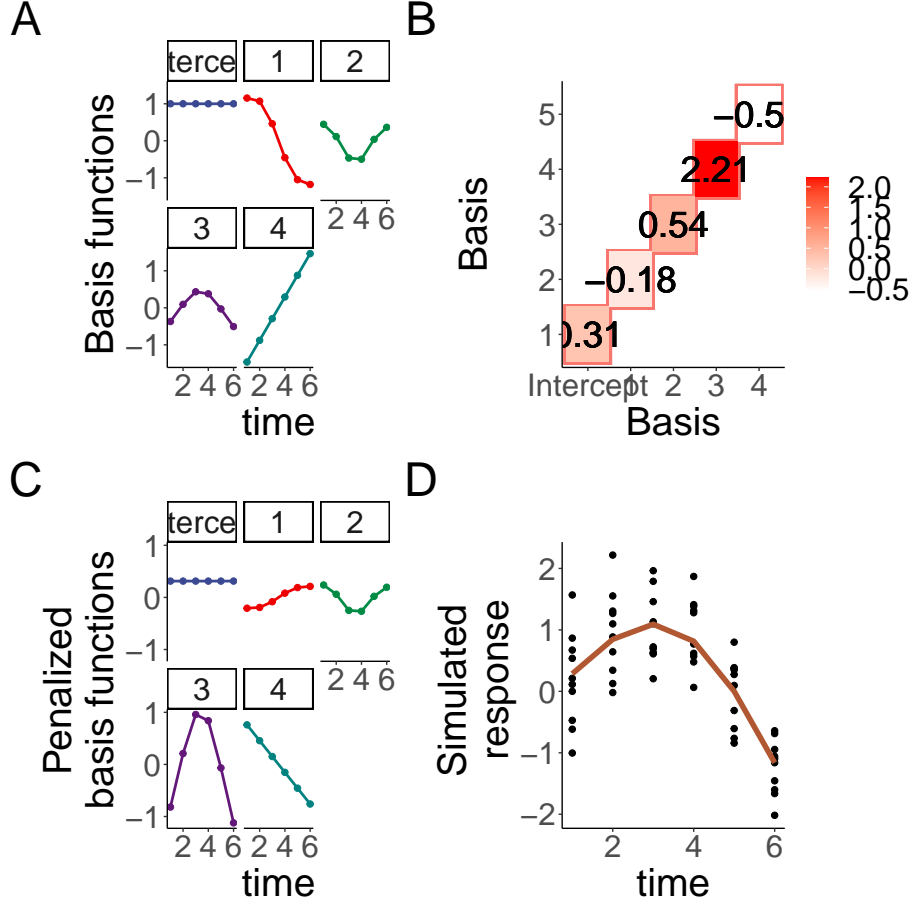 A
terce 1 2
Basis functions
1
0
−1
2 4 6
3 4
1
0
−1
2 4 6 2 4 6
time
B
Basis
5
4
3
2
1
−0.5
2.21
0.54
−0.18
0.31
Intercept 1 2 3 4
Basis
2.0
1.5
1.0
0.5
0.0
−0.5
C
terce 1 2
Penalized
basis functions
1
0
−1
2 4 6
3 4
1
0
−1
2 4 6 2 4 6
time
D
Simulated
response
2
1
0
−1
−2
2 4 6
time